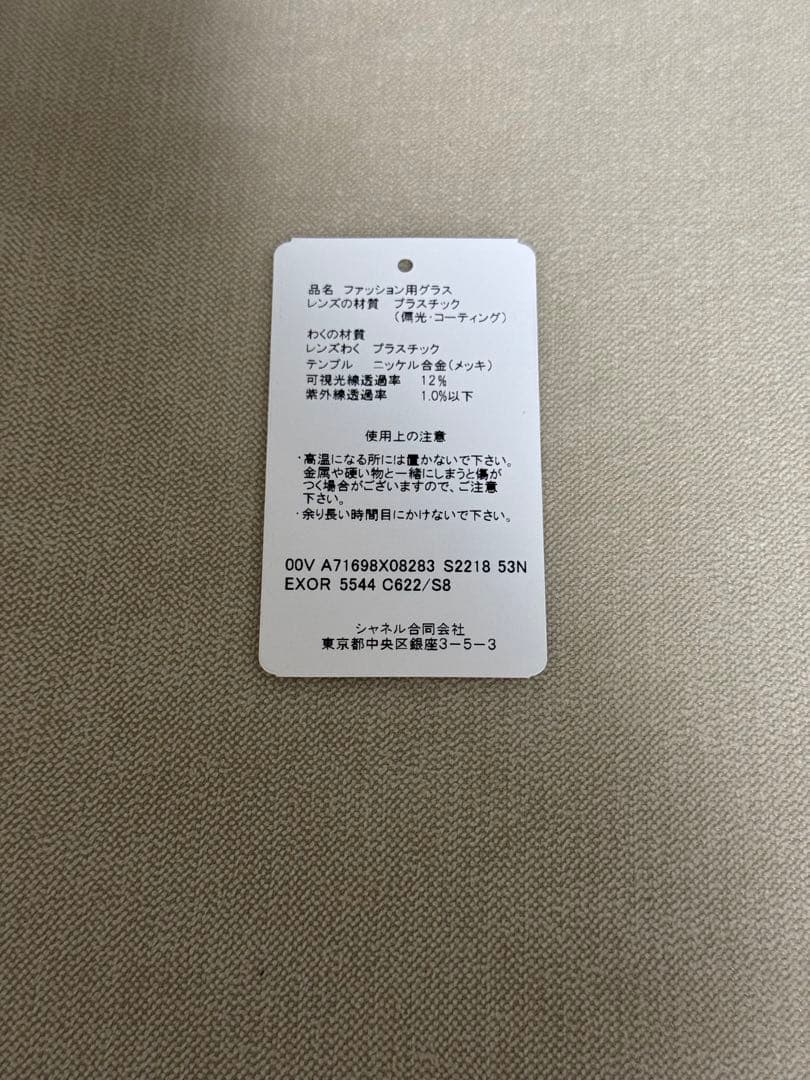 品名 ファッション用グラス
レンズの材質 プラスチック
（偏光・コーティング）
わくの材質
レンズわく プラスチック
テンプル ニッケル合金（メッキ）
可視光線透過率 12%
紫外線透過率 1.0%以下
使用上の注意
・高温になる所には置かないで下さい。
金属や硬い物と一緒にしまうと傷が
つく場合がございますので、ご注意
下さい。
・余り長い時間目にかけないで下さい。
00V A71698X08283 S2218 53N
EXOR 5544 C622/S8
シャネル合同会社
東京都中央区銀座3－5－3